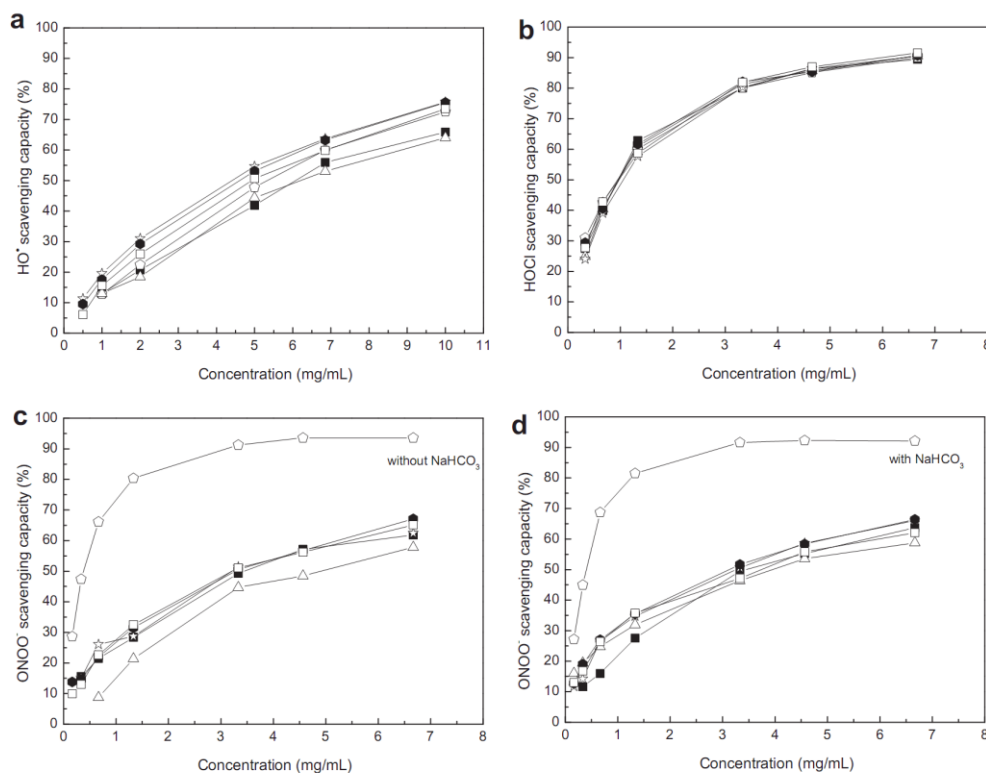 a
HO• scavenging capacity (%)
100
90
80
70
60
50
40
30
20
10
0
0 1 2 3 4 5 6 7 8 9 10 11
Concentration (mg/mL)
b
HOCl scavenging capacity (%)
100
90
80
70
60
50
40
30
20
10
0
0 1 2 3 4 5 6 7 8
Concentration (mg/mL)
c
ONOO⁻ scavenging capacity (%)
100
90
80
70
60
50
40
30
20
10
0
without NaHCO₃
0 1 2 3 4 5 6 7 8
Concentration (mg/mL)
d
ONOO⁻ scavenging capacity (%)
100
90
80
70
60
50
40
30
20
10
0
with NaHCO₃
0 1 2 3 4 5 6 7 8
Concentration (mg/mL)